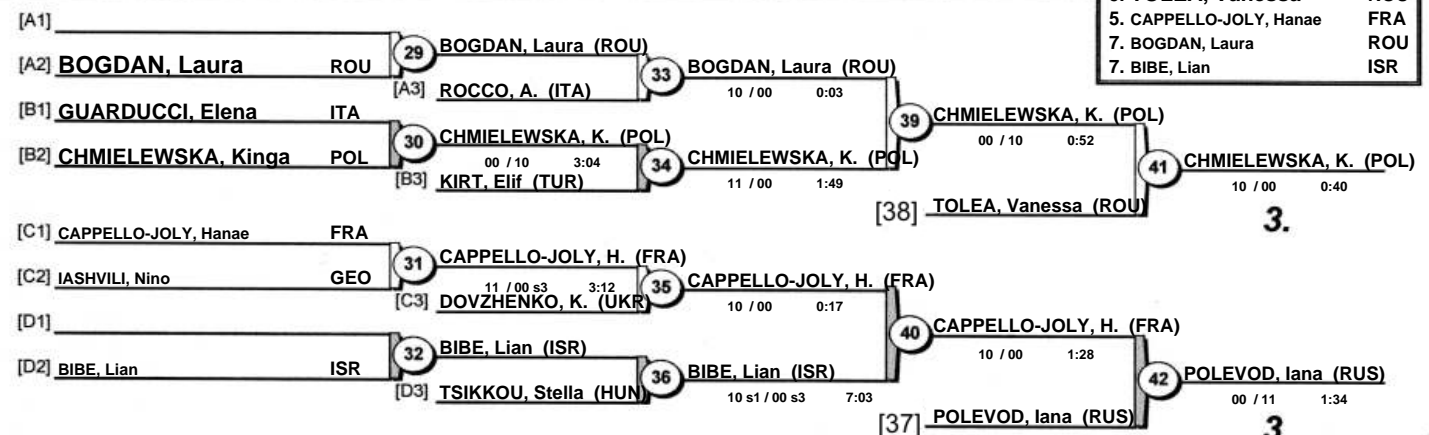 5. TOLEA, Vanessa ROU
5. CAPPELLO-JOLY, Hanae FRA
7. BOGDAN, Laura ROU
7. BIBE, Lian ISR
[A1]
[A2] BOGDAN, Laura ROU
29 BOGDAN, Laura (ROU)
[A3] ROCCO, A. (ITA)
33 BOGDAN, Laura (ROU)
10 / 00 0:03
[B1] GUARDUCCI, Elena ITA
[B2] CHMIELEWSKA, Kinga POL
30 CHMIELEWSKA, K. (POL)
00 / 10 3:04
[B3] KIRT, Elif (TUR)
34 CHMIELEWSKA, K. (POL)
11 / 00 1:49
39 CHMIELEWSKA, K. (POL)
00 / 10 0:52
[38] TOLEA, Vanessa (ROU)
41 CHMIELEWSKA, K. (POL)
10 / 00 0:40
3.
[C1] CAPPELLO-JOLY, Hanae FRA
[C2] IASHVILI, Nino GEO
31 CAPPELLO-JOLY, H. (FRA)
11 / 00 s3 3:12
[C3] DOVZHENKO, K. (UKR)
35 CAPPELLO-JOLY, H. (FRA)
10 / 00 0:17
[D1]
[D2] BIBE, Lian ISR
32 BIBE, Lian (ISR)
[D3] TSIKKOU, Stella (HUN)
36 BIBE, Lian (ISR)
10 s1 / 00 s3 7:03
40 CAPPELLO-JOLY, H. (FRA)
10 / 00 1:28
[37] POLEVOD, Iana (RUS)
42 POLEVOD, Iana (RUS)
00 / 11 1:34
3